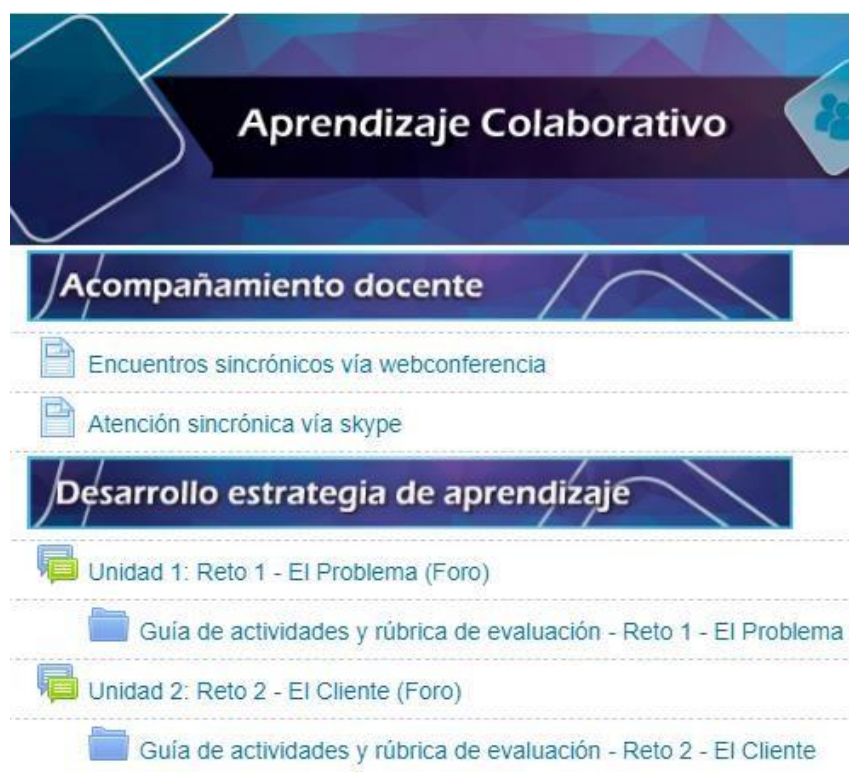 Aprendizaje Colaborativo
Acompañamiento docente
Encuentros sincrónicos vía webconferencia
Atención sincrónica vía skype
Desarrollo estrategia de aprendizaje
Unidad 1: Reto 1 - El Problema (Foro)
Guía de actividades y rúbrica de evaluación - Reto 1 - El Problema
Unidad 2: Reto 2 - El Cliente (Foro)
Guía de actividades y rúbrica de evaluación - Reto 2 - El Cliente